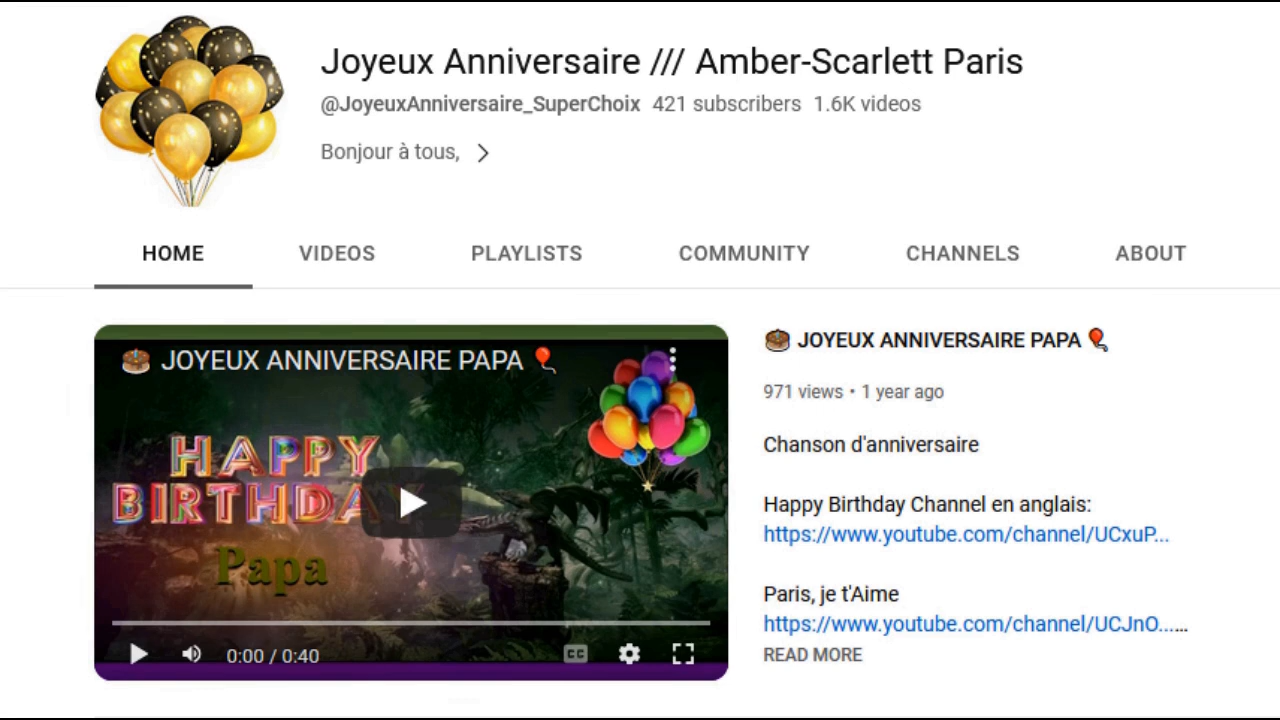 Joyeux Anniversaire /// Amber-Scarlett Paris
@JoyeuxAnniversaire_SuperChoix 421 subscribers 1.6K videos
Bonjour à tous,
HOME VIDEOS PLAYLISTS COMMUNITY CHANNELS ABOUT
JOYEUX ANNIVERSAIRE PAPA
HAPPY
BIRTHDAY
Papa
0:00 / 0:40
CC
JOYEUX ANNIVERSAIRE PAPA
971 views • 1 year ago
Chanson d'anniversaire
Happy Birthday Channel en anglais:
https://www.youtube.com/channel/UCxuP...
Paris, je t'Aime
https://www.youtube.com/channel/UCJnO......
READ MORE